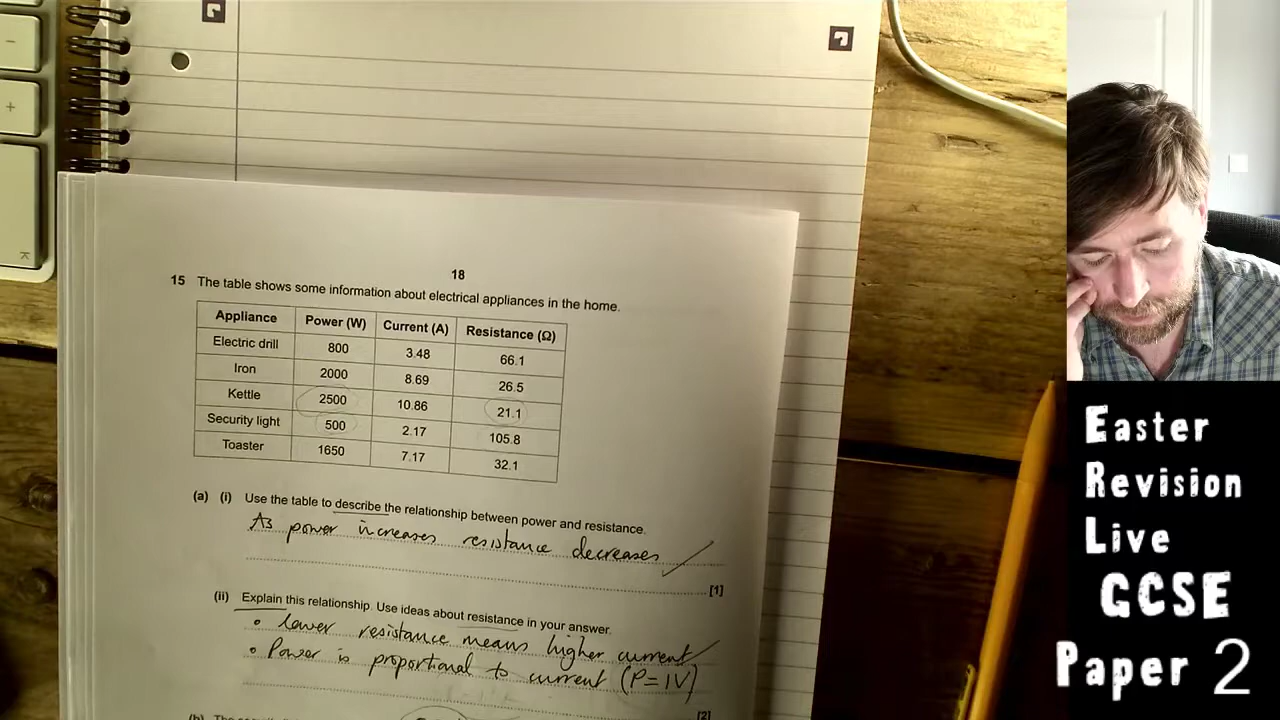 18
15 The table shows some information about electrical appliances in the home.
Appliance Power (W) Current (A) Resistance (Ω)
Electric drill 800 3.48 66.1
Iron 2000 8.69 26.5
Kettle 2500 10.86 21.1
Security light 500 2.17 105.8
Toaster 1650 7.17 32.1
(a) (i) Use the table to describe the relationship between power and resistance.
As power increases resistance decreases
[1]
(ii) Explain this relationship. Use ideas about resistance in your answer.
• lower resistance means higher current
• Power is proportional to current (P=IV)
[2]
(b) The
Easter
Revision
Live
GCSE
Paper 2